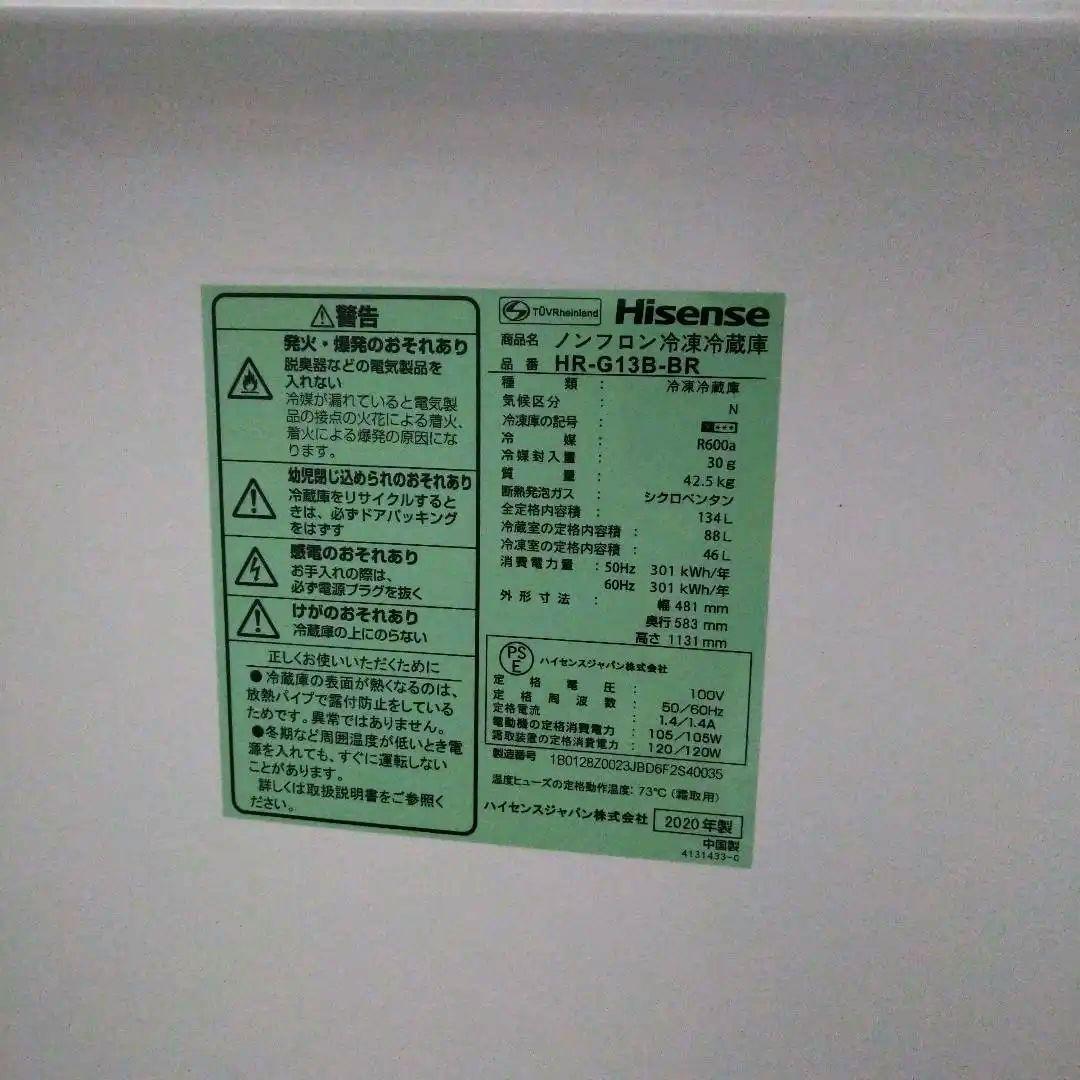 ⚠警告
発火・爆発のおそれあり
脱臭器などの電気製品を
入れない
冷媒が漏れていると電気製
品の接点の火花による着火、
着火による爆発の原因にな
ります。
幼児閉じ込められのおそれあり
冷蔵庫をリサイクルすると
きは、必ずドアパッキング
をはずす
感電のおそれあり
お手入れの際は、
必ず電源プラグを抜く
けがのおそれあり
冷蔵庫の上にのらない
正しくお使いいただくために
●冷蔵庫の表面が熱くなるのは、
放熱パイプで露付防止をしている
ためです。異常ではありません。
●冬期など周囲温度が低いとき電
源を入れても、すぐに運転しない
ことがあります。
詳しくは取扱説明書をご参照く
ださい。
TÜVRheinland Hisense
商品名 ノンフロン冷凍冷蔵庫
品番 HR-G13B-BR
種類 : 冷凍冷蔵庫
気候区分 : N
冷凍庫の記号 : ****
冷媒 : R600a
冷媒封入量 : 30g
質量 : 42.5kg
断熱発泡ガス : シクロペンタン
全定格内容積 : 134L
冷蔵室の定格内容積 : 88L
冷凍室の定格内容積 : 46L
消費電力量 : 50Hz 301 kWh/年
60Hz 301 kWh/年
外形寸法 : 幅 481 mm
奥行 583 mm
高さ 1131mm
PSE ハイセンスジャパン株式会社
定格電圧 : 100V
定格周波数 : 50/60Hz
定格電流 : 1.4/1.4A
電動機の定格消費電力 : 105/105W
霜取装置の定格消費電力 : 120/120W
製造番号 1B0128Z0023JBD6F2S40035
温度ヒューズの定格動作温度: 73℃ (霜取用)
ハイセンスジャパン株式会社 2020年製
中国製
4131433-C